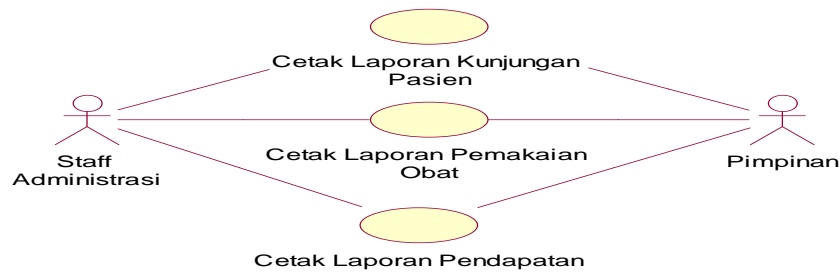 Cetak Laporan Kunjungan
Pasien
Staff
Administrasi
Cetak Laporan Pemakaian
Obat
Pimpinan
Cetak Laporan Pendapatan